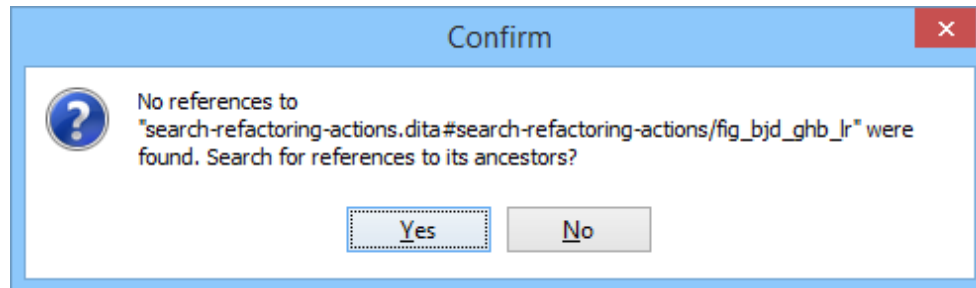 Confirm
×
?
No references to
"search-refactoring-actions.dita#search-refactoring-actions/fig_bjd_ghb_lr" were
found. Search for references to its ancestors?
Yes No